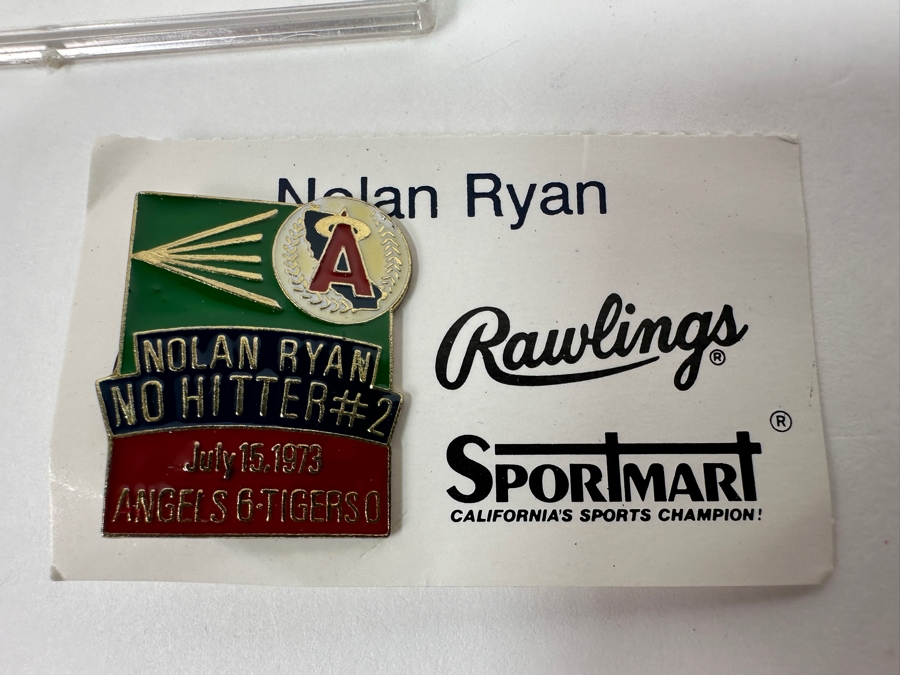 Nolan Ryan
A
NOLAN RYAN
NO HITTER #2
July 15, 1973
ANGELS 6·TIGERS 0
Rawlings®
SPORTMART®
CALIFORNIA'S SPORTS CHAMPION!